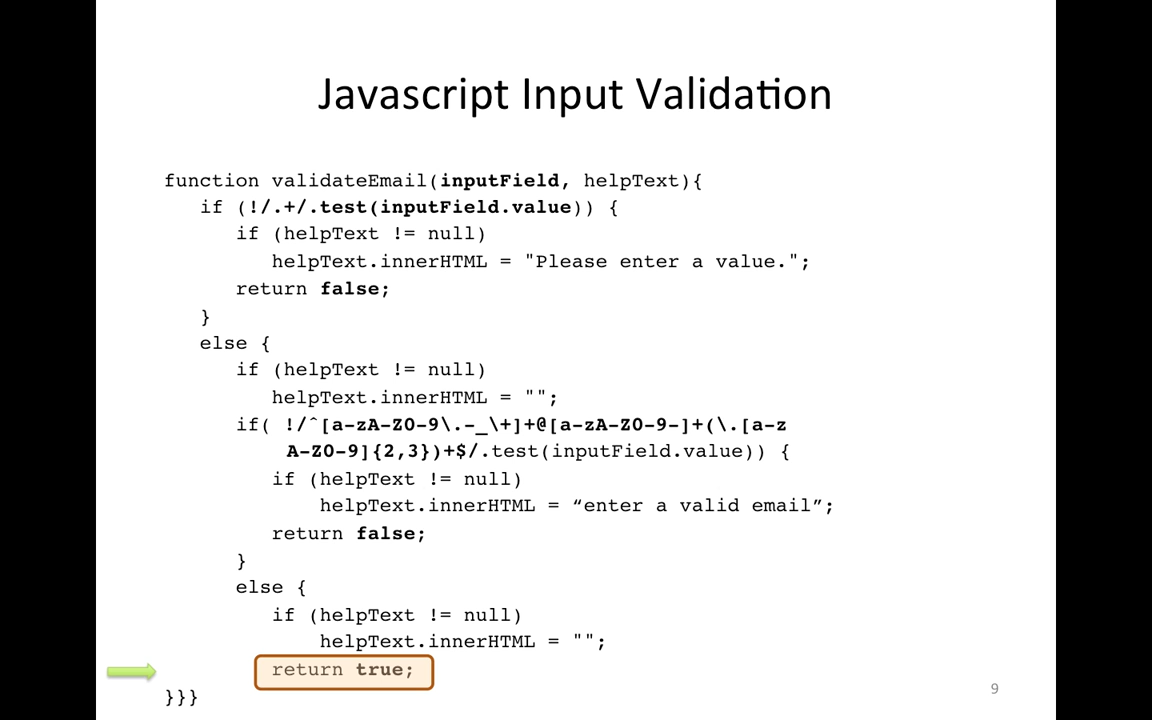 Javascript Input Validation
function validateEmail(inputField, helpText){
if (!/.+/.test(inputField.value)) {
if (helpText != null)
helpText.innerHTML = "Please enter a value.";
return false;
}
else {
if (helpText != null)
helpText.innerHTML = "";
if( !/^[a-zA-Z0-9\.-_\+]+@[a-zA-Z0-9-]+(\.[a-z
A-Z0-9]{2,3})+$/.test(inputField.value)) {
if (helpText != null)
helpText.innerHTML = “enter a valid email”;
return false;
}
else {
if (helpText != null)
helpText.innerHTML = "";
return true;
}}}
9